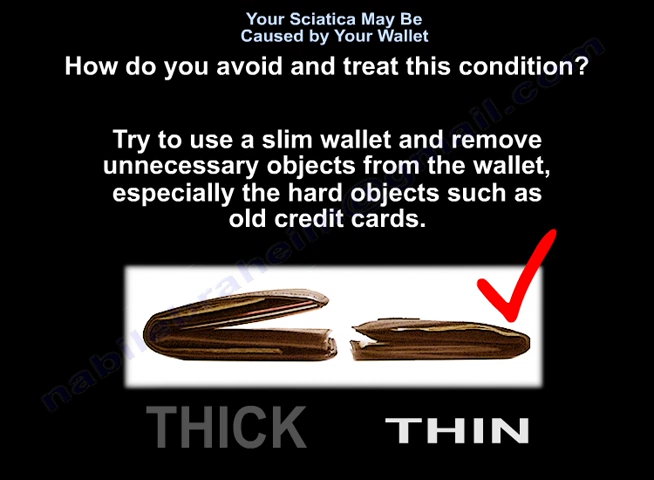 Your Sciatica May Be
Caused by Your Wallet
How do you avoid and treat this condition?
Try to use a slim wallet and remove
unnecessary objects from the wallet,
especially the hard objects such as
old credit cards.
THICK THIN